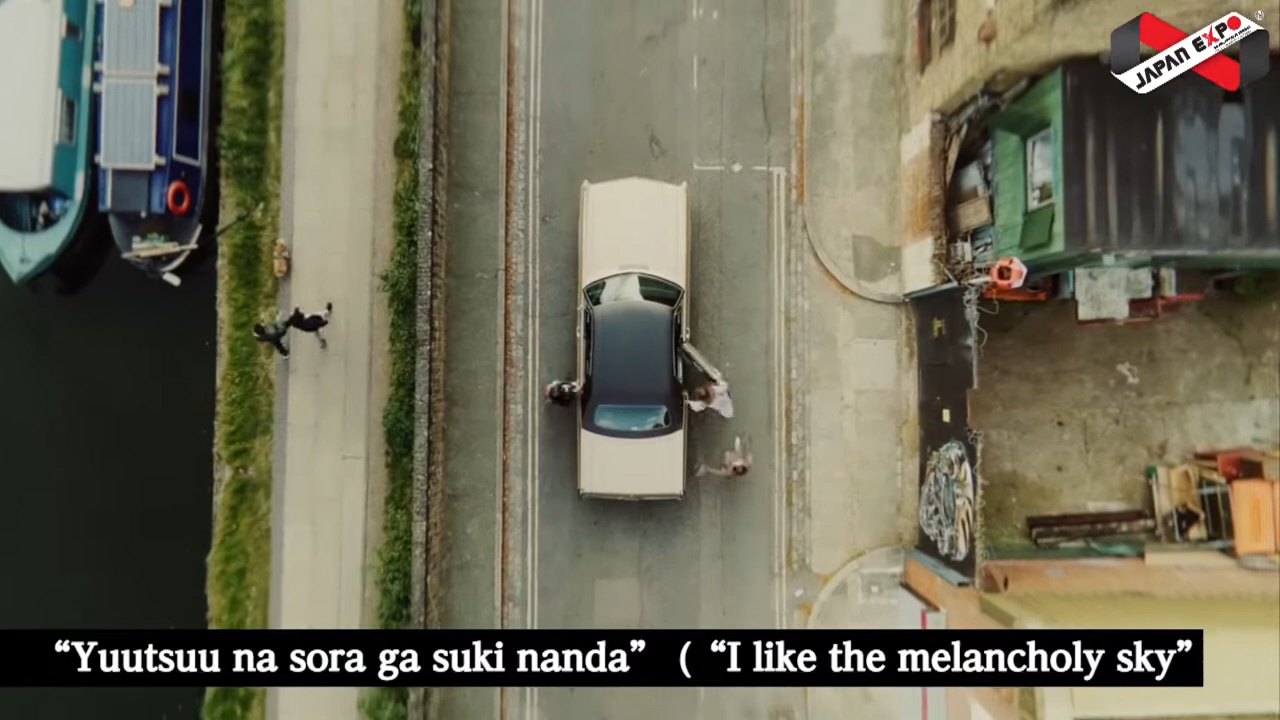 JAPAN EXPO
“Yuutsuu na sora ga suki nanda” ( “I like the melancholy sky”